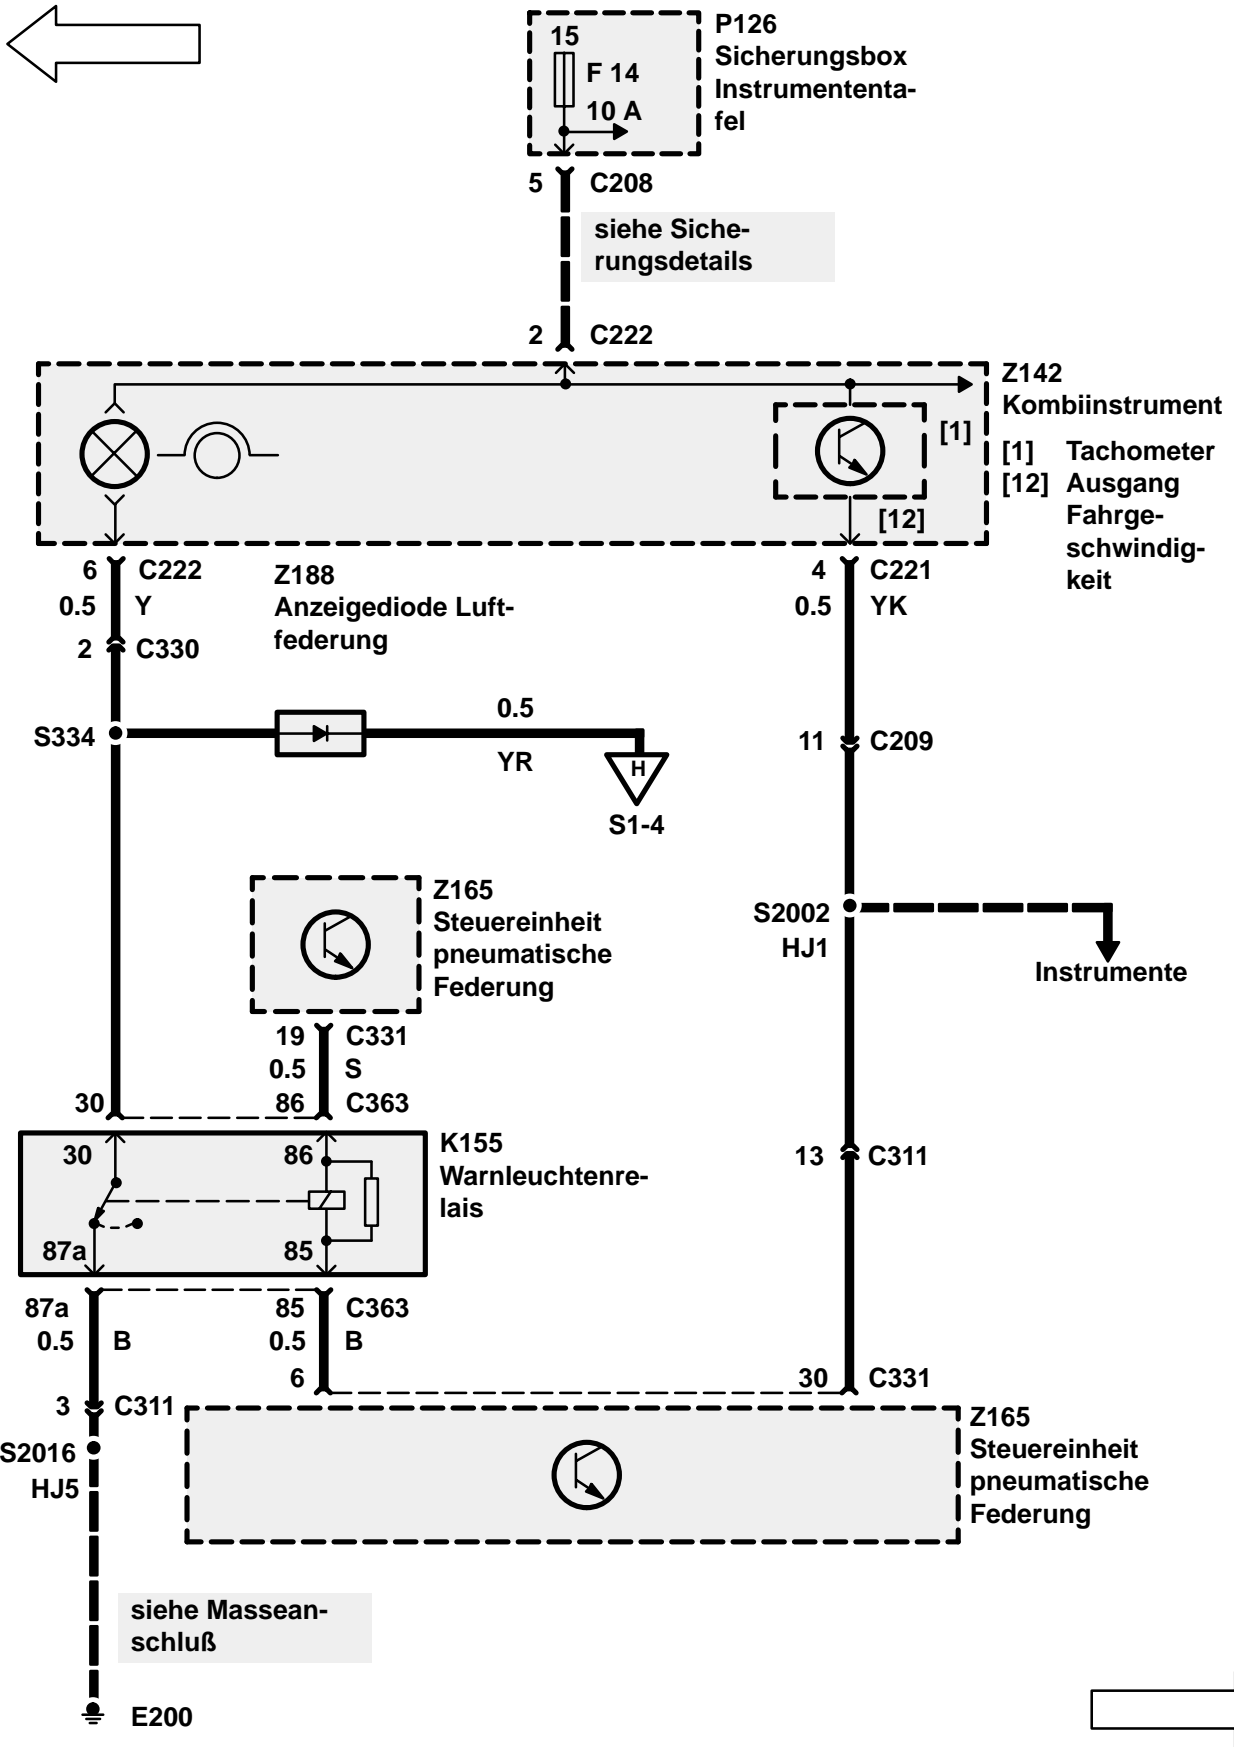 15
F 14
10 A
P126
Sicherungsbox
Instrumententa-
fel
5 C208
siehe Siche-
rungsdetails
2 C222
Z142
Kombiinstrument
[1]
[1] Tachometer
[12] Ausgang
Fahrge-
schwindig-
keit
[12]
6 C222
0.5 Y
2 C330
Z188
Anzeigediode Luft-
federung
4 C221
0.5 YK
S334
0.5
YR
H
S1-4
11 C209
Z165
Steuereinheit
pneumatische
Federung
S2002
HJ1
Instrumente
19 C331
0.5 S
30
86 C363
30
86
87a
85
K155
Warnleuchtenre-
lais
13 C311
87a
0.5 B
85 C363
0.5 B
6
30 C331
3 C311
S2016
HJ5
Z165
Steuereinheit
pneumatische
Federung
siehe Massean-
schluß
E200